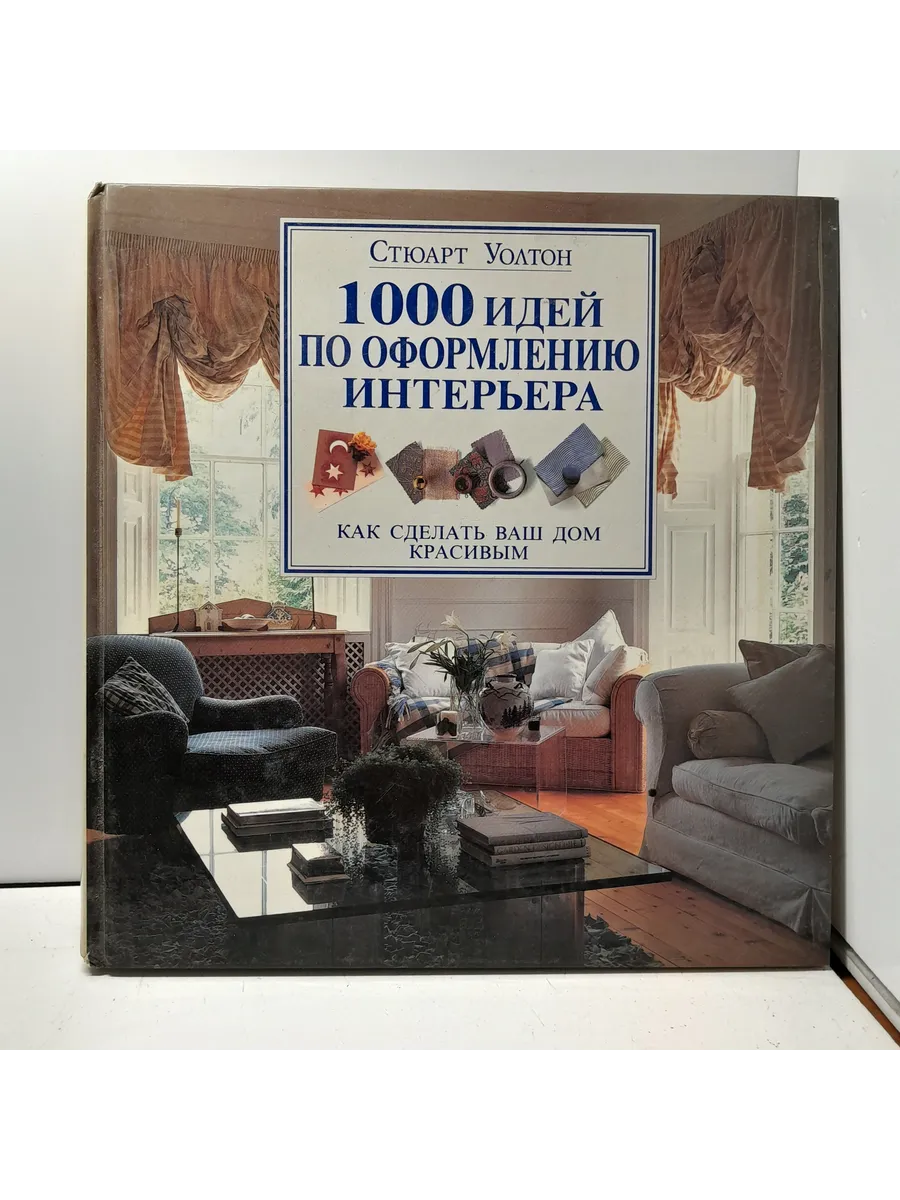 Стюарт Уолтон
1000 ИДЕЙ
ПО ОФОРМЛЕНИЮ
ИНТЕРЬЕРА
КАК СДЕЛАТЬ ВАШ ДОМ
КРАСИВЫМ